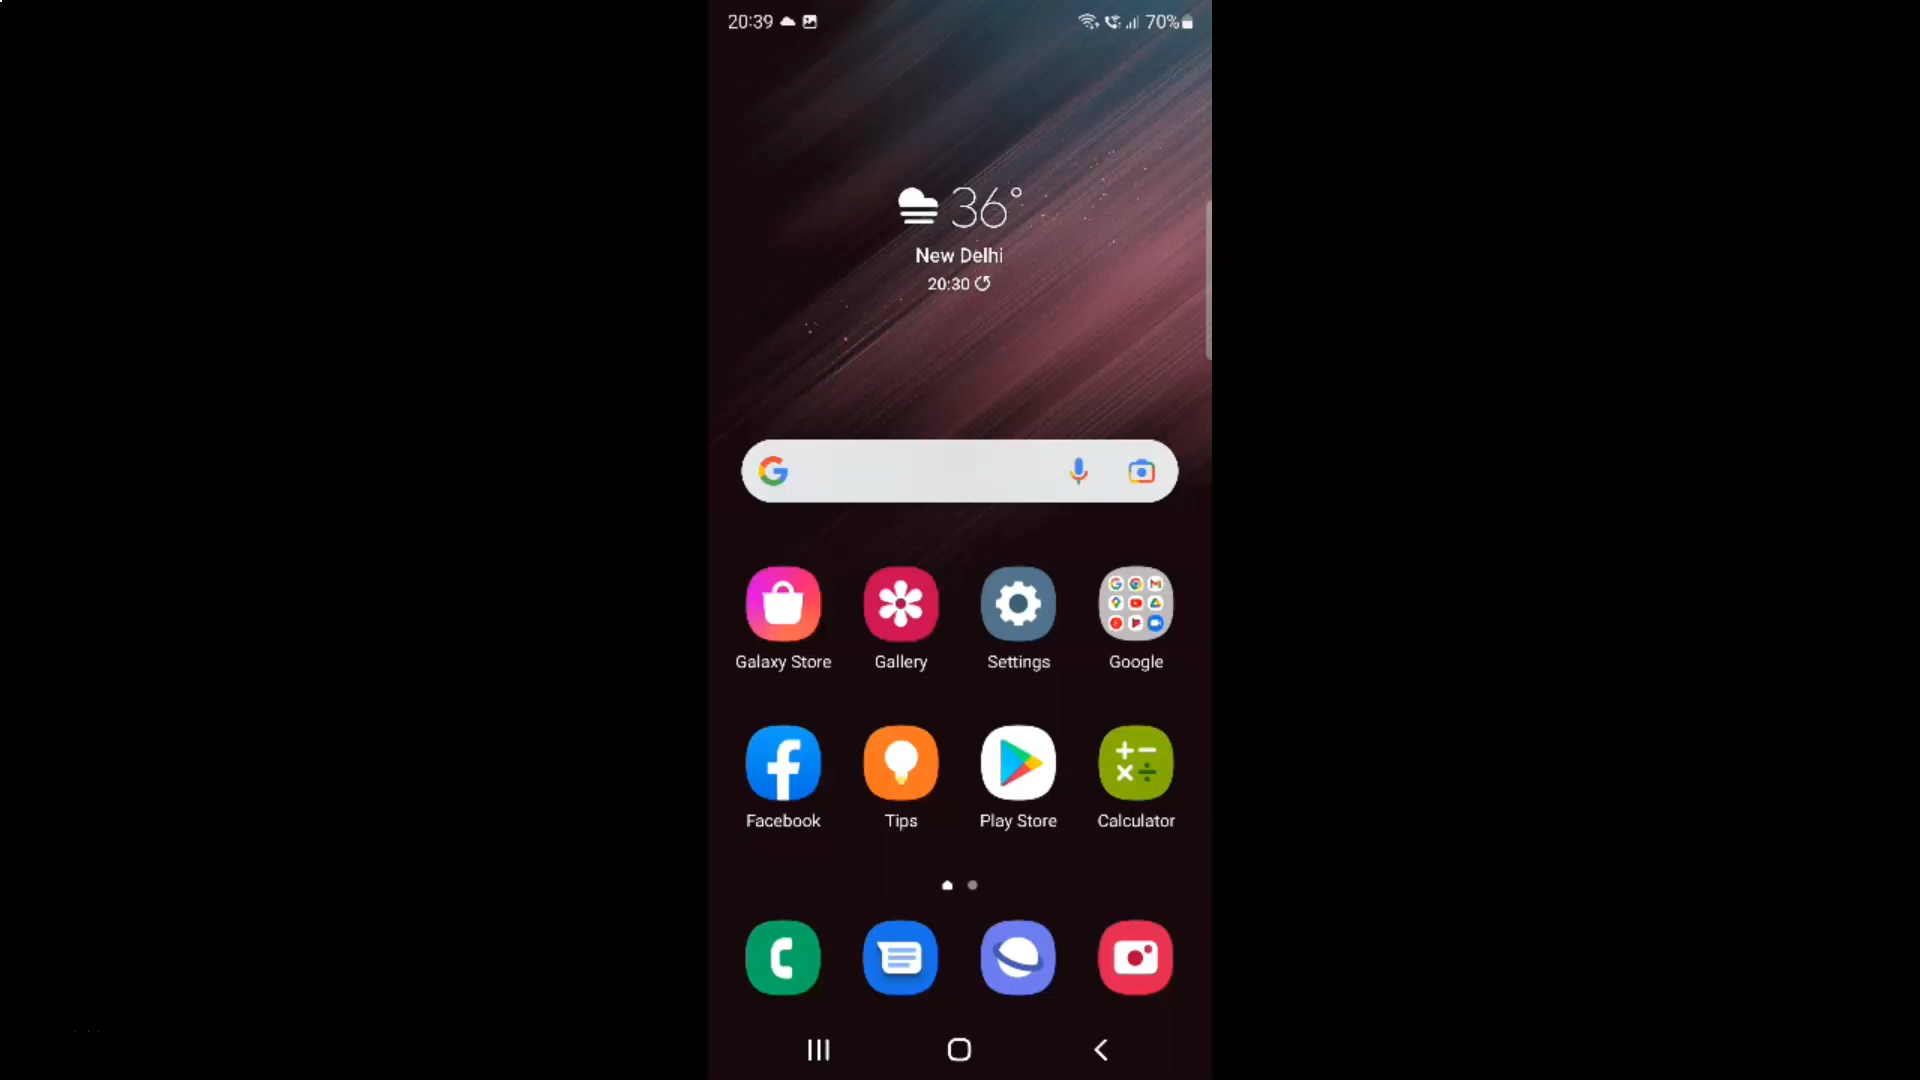 20:39
70%
36°
New Delhi
20:30
Galaxy Store
Gallery
Settings
Google
Facebook
Tips
Play Store
Calculator